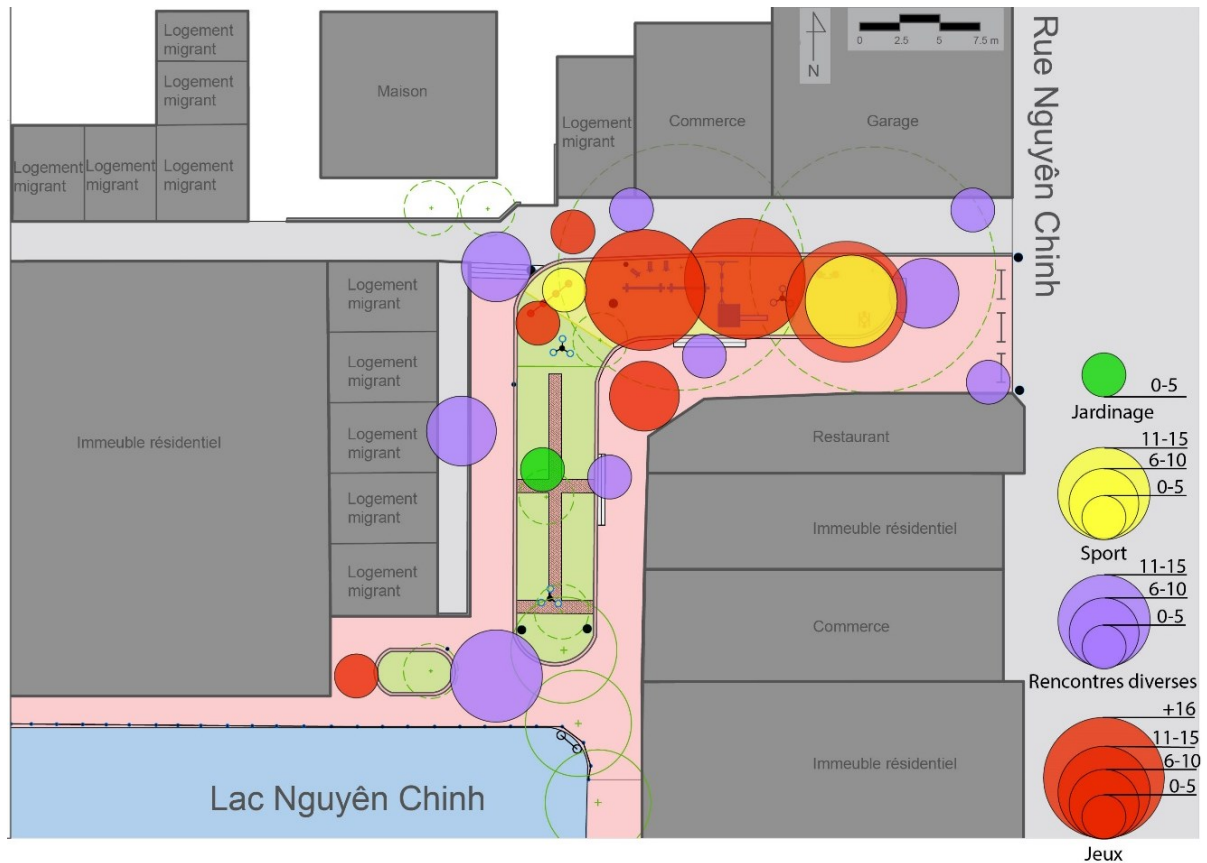 Logement
migrant
Logement
migrant
Logement
migrant
Logement
migrant
Logement
migrant
Maison
Logement
migrant
Commerce
Garage
N
0 2.5 5 7.5 m
Rue Nguyên Chinh
Immeuble résidentiel
Logement
migrant
Logement
migrant
Logement
migrant
Logement
migrant
Logement
migrant
Restaurant
Immeuble résidentiel
Commerce
Immeuble résidentiel
Lac Nguyên Chinh
0-5
Jardinage
11-15
6-10
0-5
Sport
11-15
6-10
0-5
Rencontres diverses
+16
11-15
6-10
0-5
Jeux